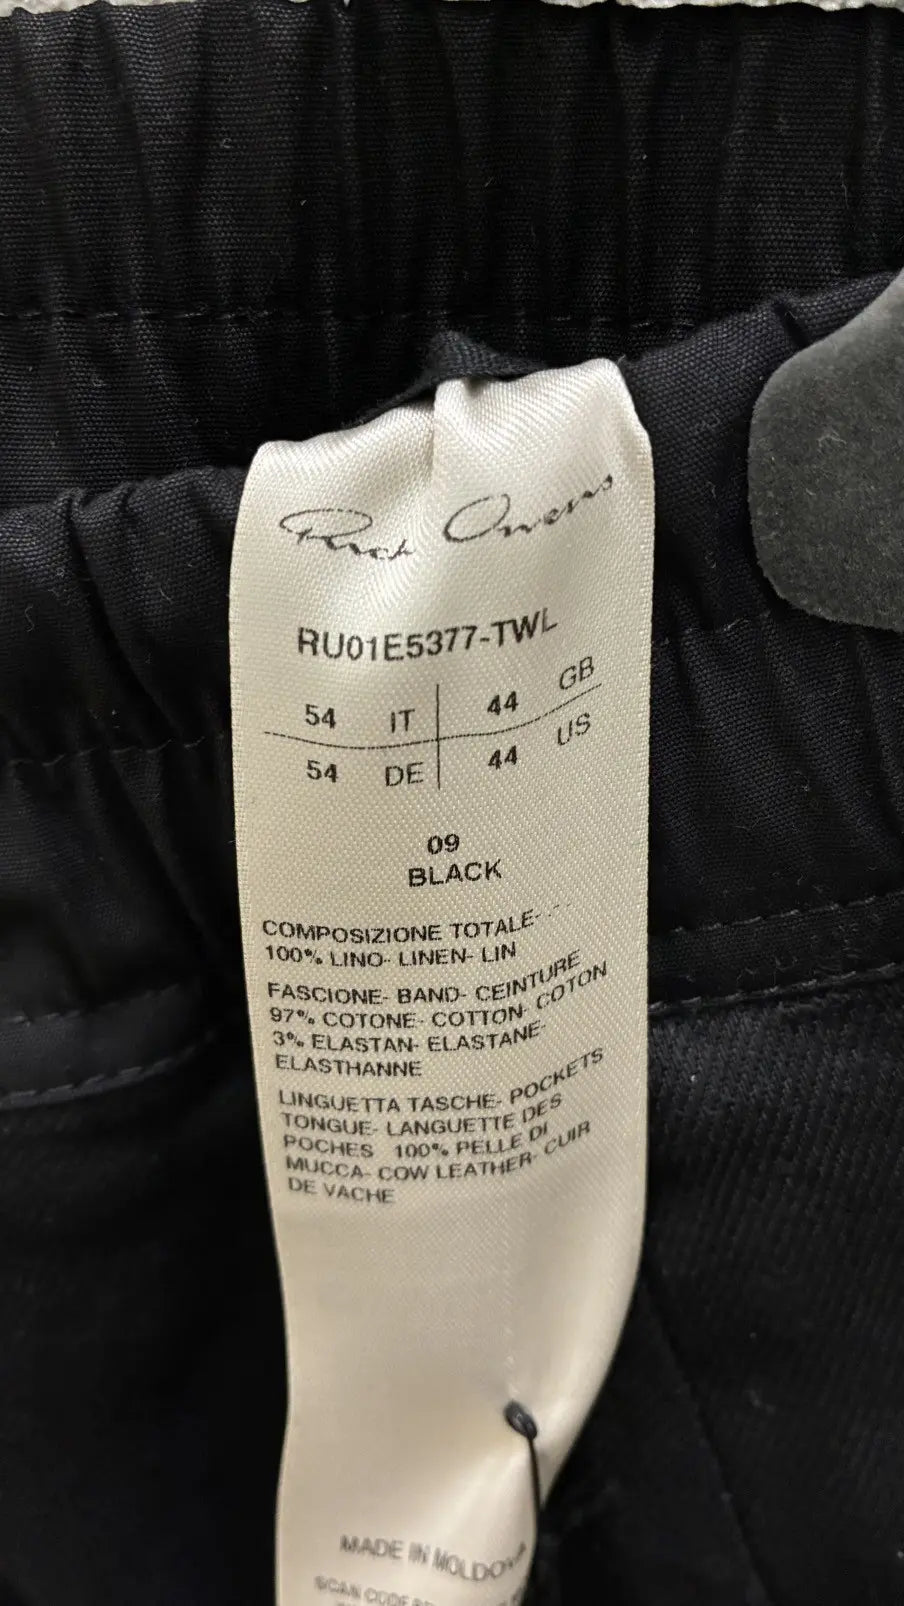 Rick Owens
RU01E5377-TWL
54 IT 44 GB
54 DE 44 US
09
BLACK
COMPOSIZIONE TOTALE-
100% LINO- LINEN- LIN
FASCIONE- BAND- CEINTURE
97% COTONE- COTTON- COTON
3% ELASTAN- ELASTANE-
ELASTHANNE
LINGUETTA TASCHE- POCKETS
TONGUE- LANGUETTE DES
POCHES 100% PELLE DI
MUCCA- COW LEATHER- CUIR
DE VACHE
MADE IN MOLDOVA
SCAN CODE